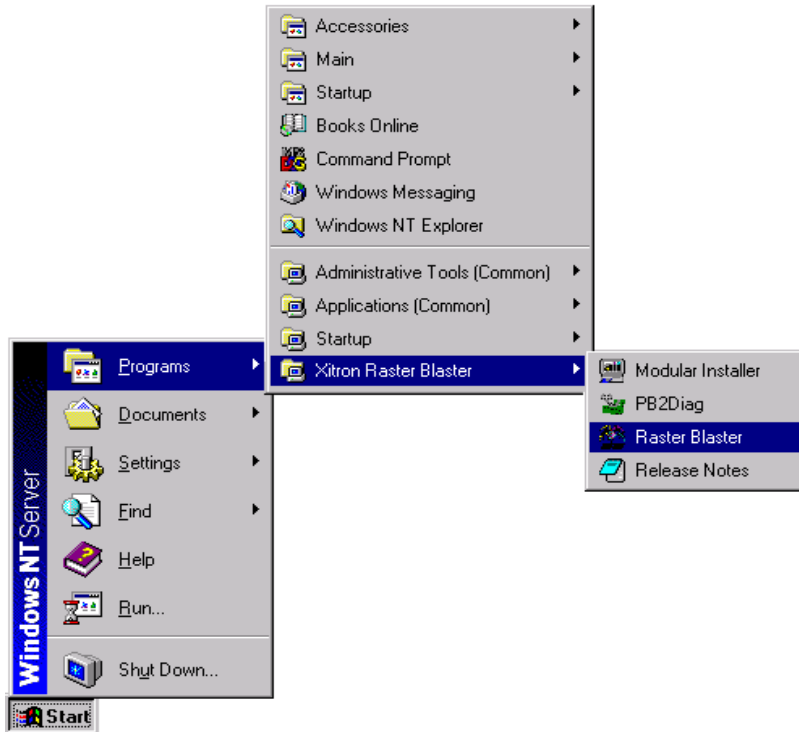 Accessories
Main
Startup
Books Online
Command Prompt
Windows Messaging
Windows NT Explorer
Administrative Tools (Common)
Applications (Common)
Startup
Xitron Raster Blaster
Modular Installer
PB2Diag
Raster Blaster
Release Notes
Programs
Documents
Settings
Find
Help
Run...
Shut Down...
Windows NT Server
Start